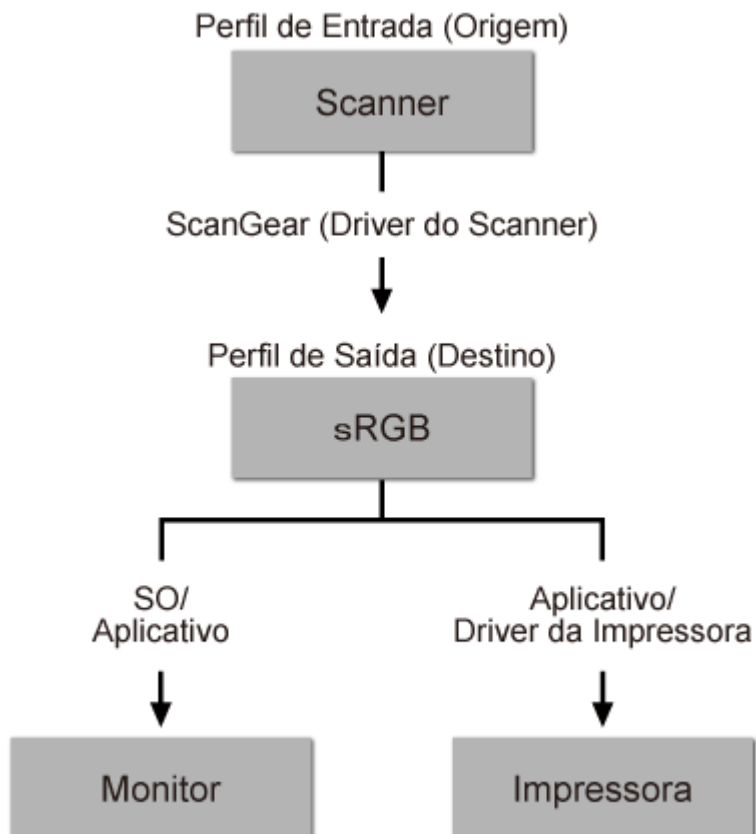 Perfil de Entrada (Origem)
Scanner
ScanGear (Driver do Scanner)
Perfil de Saída (Destino)
sRGB
SO/
Aplicativo
Aplicativo/
Driver da Impressora
Monitor
Impressora